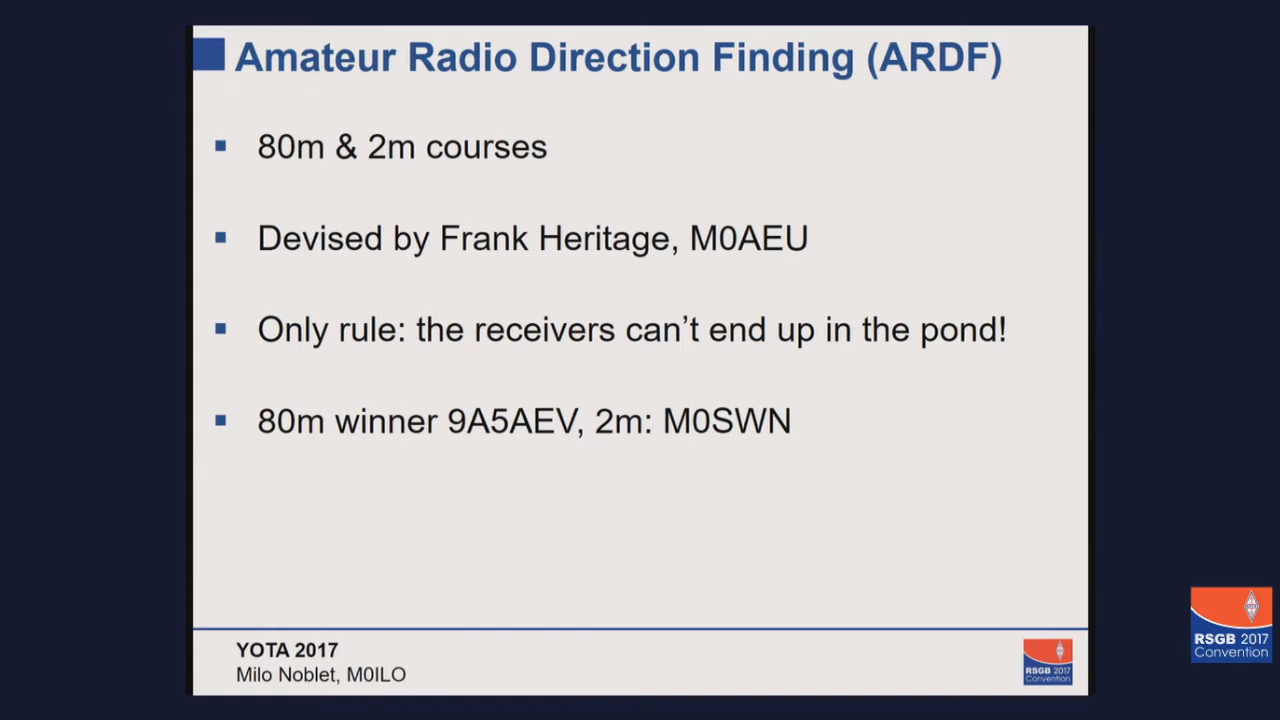 Amateur Radio Direction Finding (ARDF)
80m & 2m courses
Devised by Frank Heritage, M0AEU
Only rule: the receivers can’t end up in the pond!
80m winner 9A5AEV, 2m: M0SWN
YOTA 2017
Milo Noblet, M0ILO
RSGB 2017
Convention
RSGB 2017
Convention